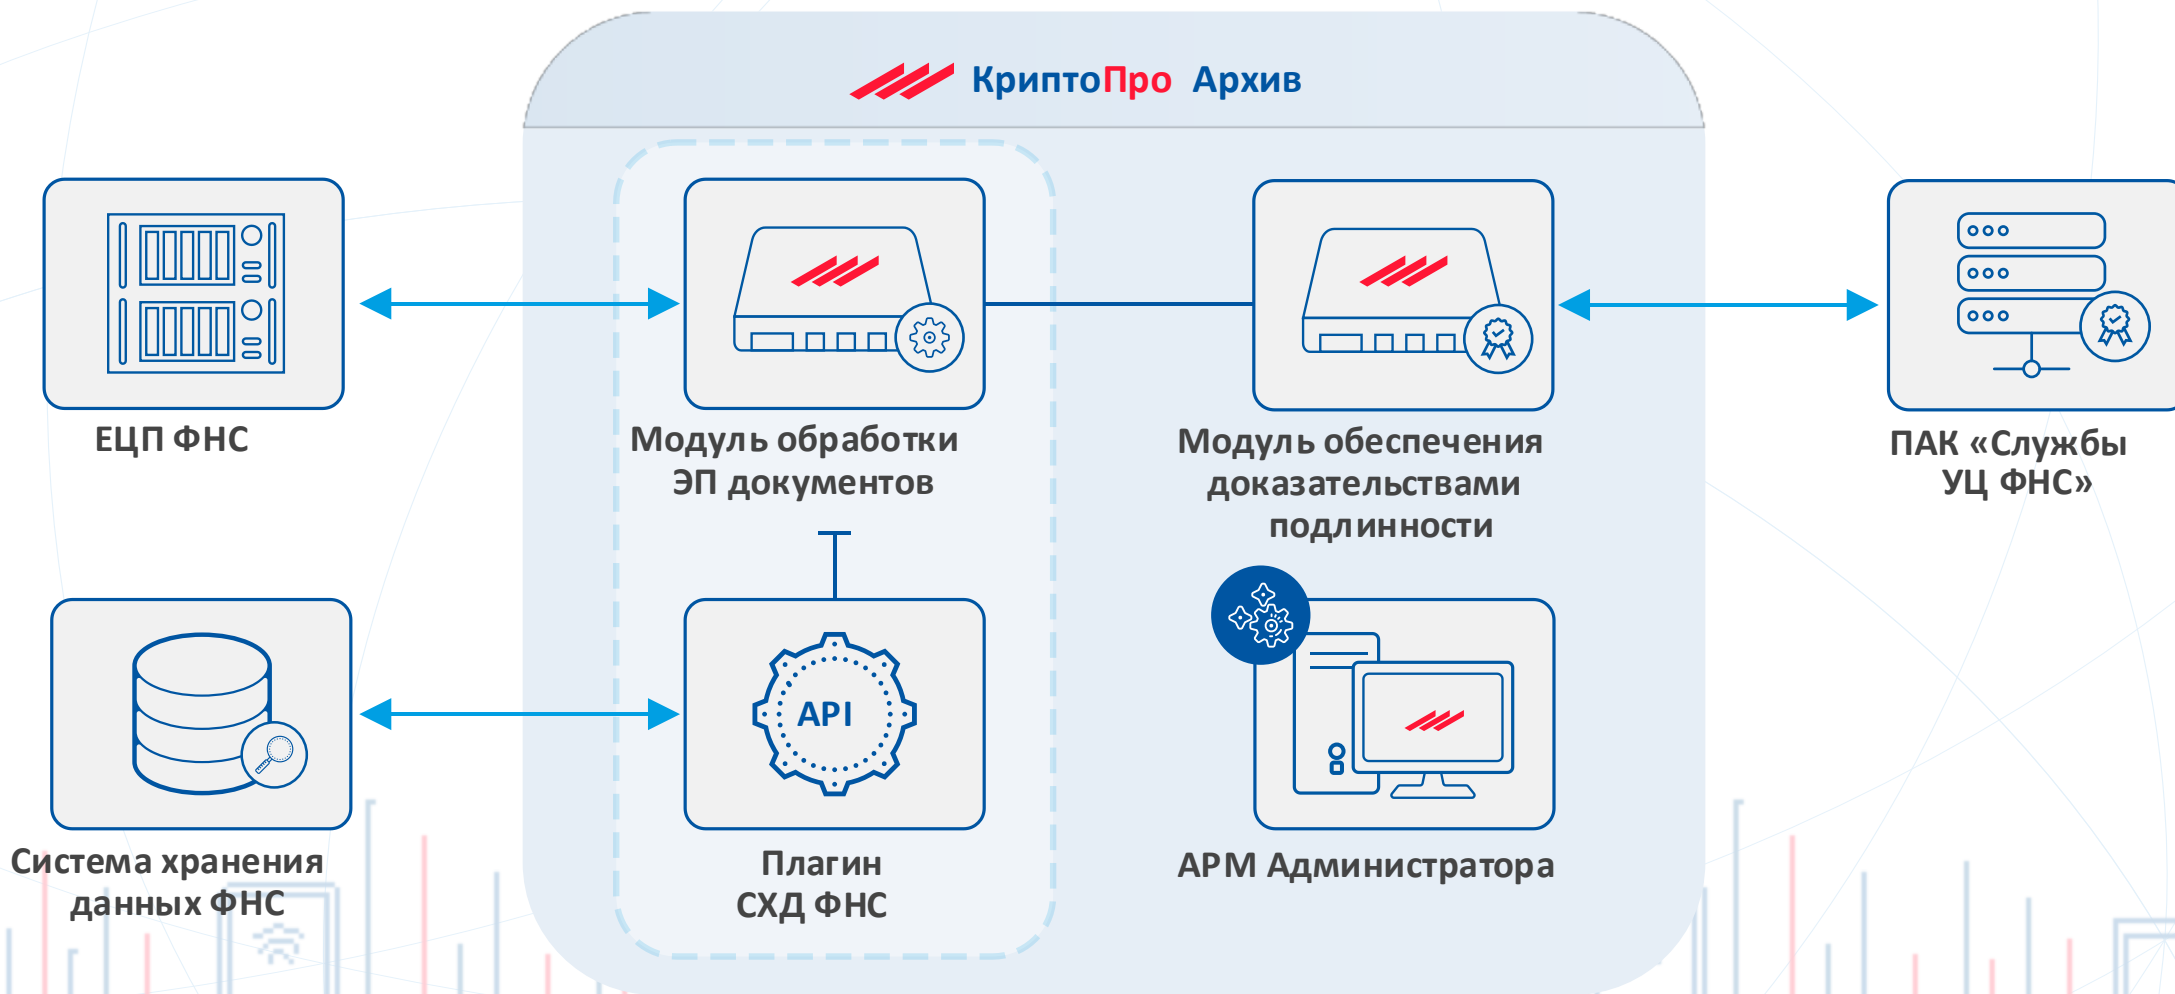 КриптоПро Архив
ЕЦП ФНС
Модуль обработки
ЭП документов
Модуль обеспечения
доказательствами
подлинности
ПАК «Службы
УЦ ФНС»
API
Система хранения
данных ФНС
Плагин
СХД ФНС
АРМ Администратора